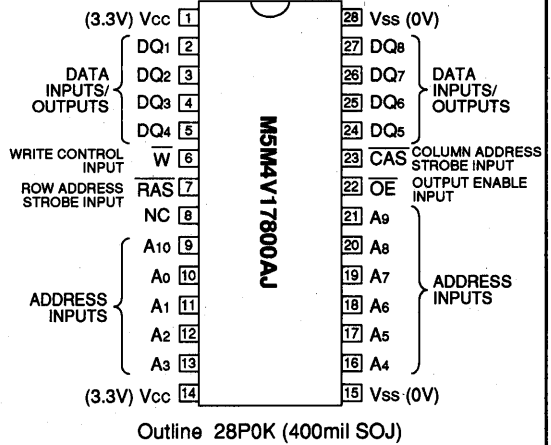 (3.3V) Vcc 1
28 Vss (0V)
DQ1 2
27 DQ8
DQ2 3
26 DQ7
DQ3 4
25 DQ6
DQ4 5
24 DQ5
DATA
INPUTS/
OUTPUTS
DATA
INPUTS/
OUTPUTS
WRITE CONTROL
INPUT
W 6
23 CAS
COLUMN ADDRESS
STROBE INPUT
ROW ADDRESS
STROBE INPUT
RAS 7
22 OE
OUTPUT ENABLE
INPUT
NC 8
21 A9
A10 9
20 A8
A0 10
19 A7
A1 11
18 A6
A2 12
17 A5
A3 13
16 A4
ADDRESS
INPUTS
ADDRESS
INPUTS
(3.3V) Vcc 14
15 Vss (0V)
M5M4V17800AJ
Outline 28P0K (400mil SOJ)